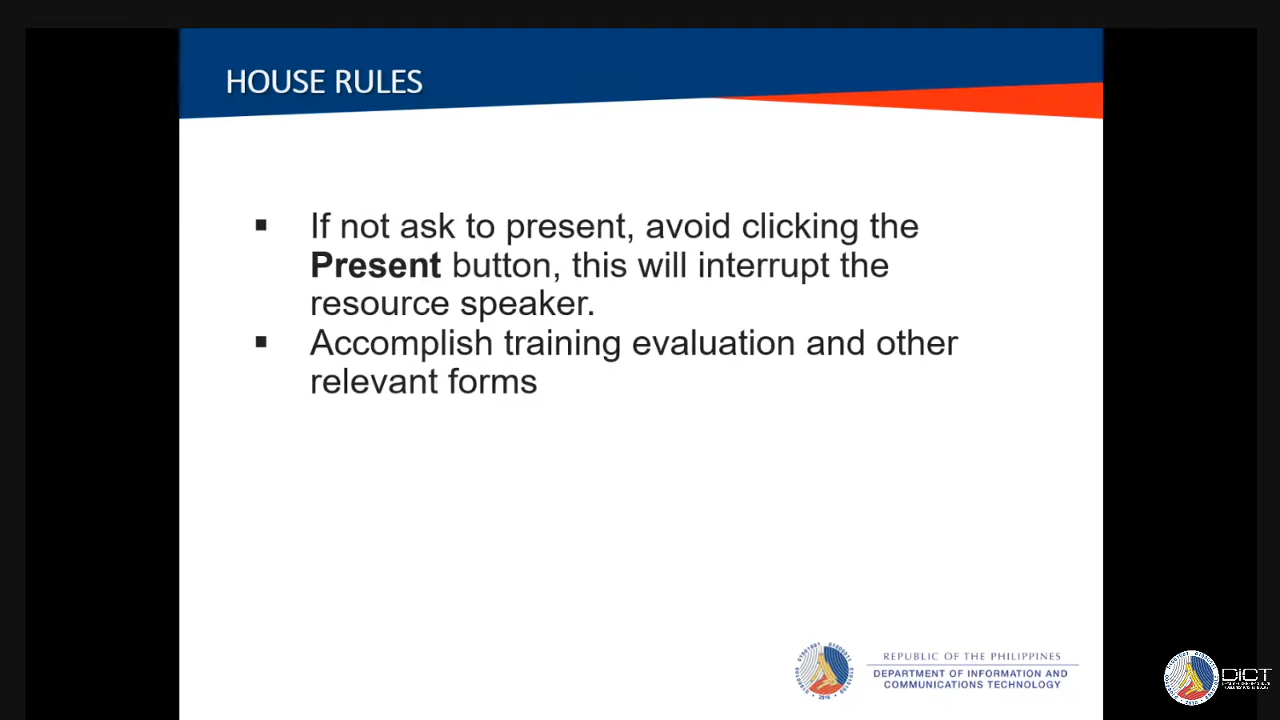 HOUSE RULES
▪ If not ask to present, avoid clicking the
Present button, this will interrupt the
resource speaker.
▪ Accomplish training evaluation and other
relevant forms
REPUBLIC OF THE PHILIPPINES
DEPARTMENT OF INFORMATION AND
COMMUNICATIONS TECHNOLOGY
2016
DICT